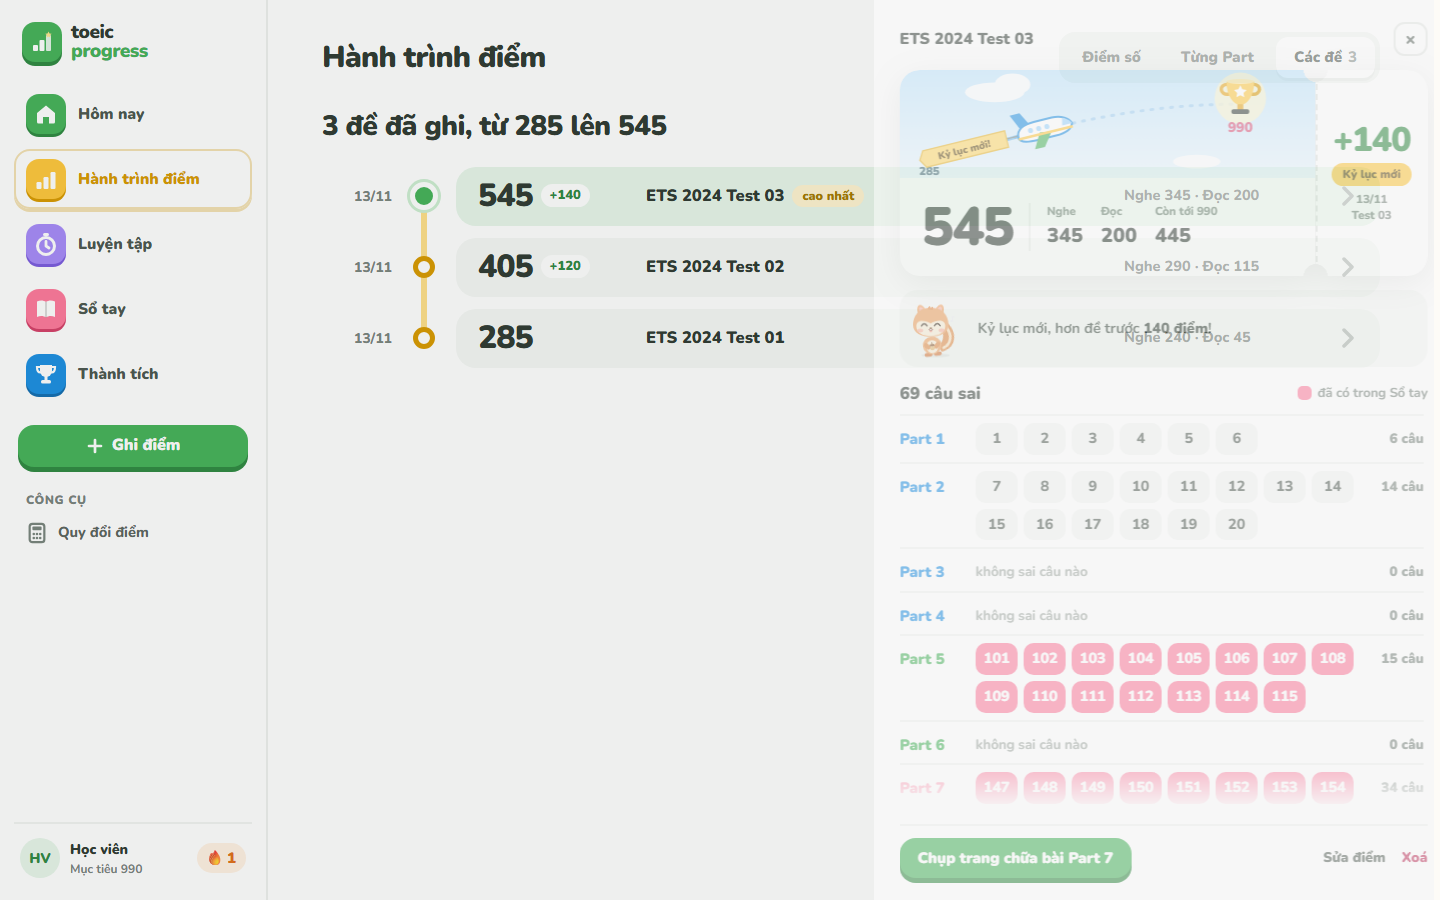 toeic
progress
Hôm nay
Hành trình điểm
Luyện tập
Sổ tay
Thành tích
+ Ghi điểm
CÔNG CỤ
Quy đổi điểm
HV
Học viên
Mục tiêu 990
1
Hành trình điểm
Điểm số
Từng Part
Các đề 3
3 đề đã ghi, từ 285 lên 545
13/11
545
+140
ETS 2024 Test 03
cao nhất
Nghe 345 · Đọc 200
13/11
405
+120
ETS 2024 Test 02
Nghe 290 · Đọc 115
13/11
285
ETS 2024 Test 01
Nghe 240 · Đọc 45
ETS 2024 Test 03
×
Kỷ lục mới!
285
990
545
Nghe
345
Đọc
200
Còn tới 990
445
+140
Kỷ lục mới
13/11
Test 03
Kỷ lục mới, hơn đề trước 140 điểm!
69 câu sai
đã có trong Sổ tay
Part 1
1 2 3 4 5 6
6 câu
Part 2
7 8 9 10 11 12 13 14
15 16 17 18 19 20
14 câu
Part 3
không sai câu nào
0 câu
Part 4
không sai câu nào
0 câu
Part 5
101 102 103 104 105 106 107 108
109 110 111 112 113 114 115
15 câu
Part 6
không sai câu nào
0 câu
Part 7
147 148 149 150 151 152 153 154
34 câu
Chụp trang chữa bài Part 7
Sửa điểm
Xoá